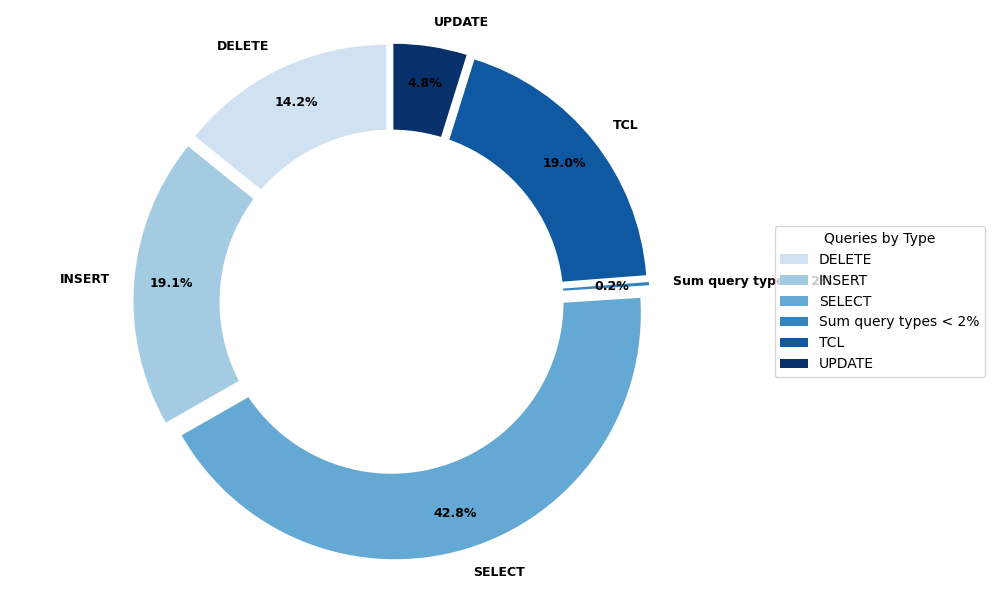 UPDATE
DELETE
4.8%
14.2%
TCL
19.0%
Queries by Type
DELETE
INSERT
SELECT
Sum query types < 2%
TCL
UPDATE
INSERT
19.1%
0.2%
Sum query
42.8%
SELECT